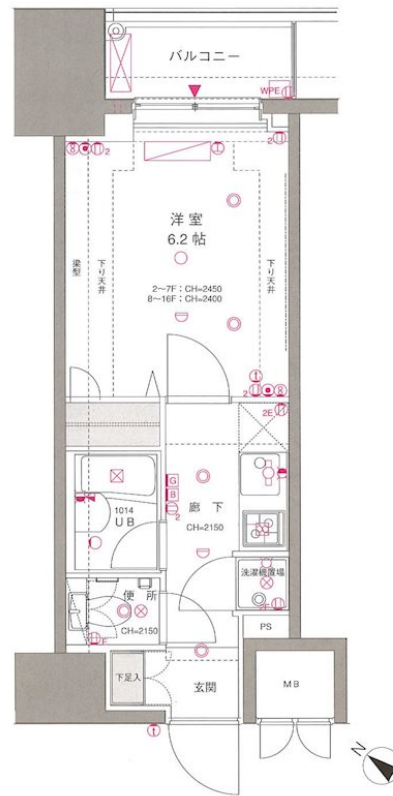 バルコニー
WPE
2
2
洋室
6.2 帖
梁型
下り天井
下り天井
2〜7F：CH=2450
8〜16F：CH=2400
2
2E
G
B
2
廊下
CH=2150
1014
UB
洗濯機置場
便所
CH=2150
PS
下足入
玄関
MB
N